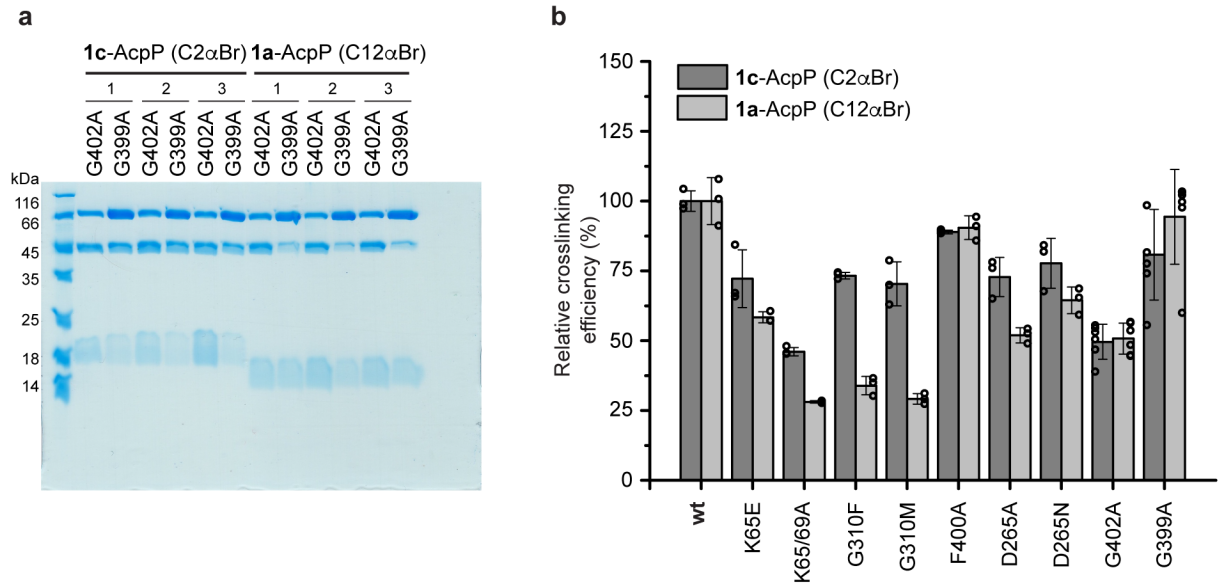 a
1c-AcpP (C2αBr) 1a-AcpP (C12αBr)
1 2 3 1 2 3
G402A G399A G402A G399A G402A G399A G402A G399A G402A G399A G402A G399A
kDa
116
66
45
35
25
18
14
b
Relative crosslinking
efficiency (%)
150
125
100
75
50
25
0
1c-AcpP (C2αBr)
1a-AcpP (C12αBr)
wt K65E K65/69A G310F G310M F400A D265A D265N G402A G399A